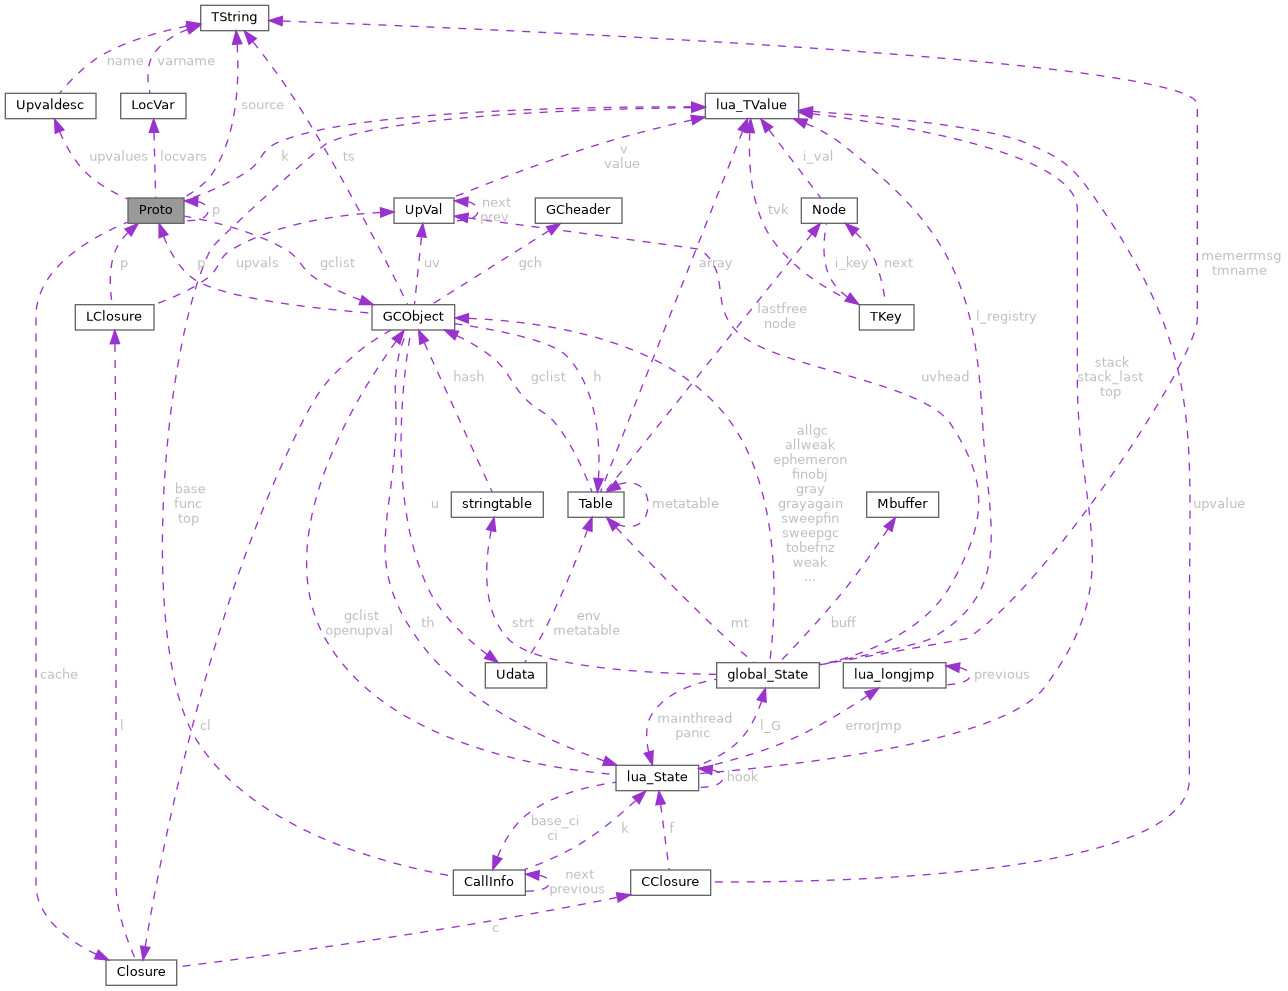 TString
name
varname
Upvaldesc
LocVar
source
lua_TValue
upvalues
locvars
k
ts
v
value
i_val
Proto
p
UpVal
next
prev
GCheader
Node
tvk
p
p
upvals
gclist
uv
gch
array
i_key
next
memerrmsg
tmname
LClosure
GCObject
lastfree
node
TKey
l_registry
hash
gclist
h
uvhead
stack
stack_last
top
allgc
allweak
ephemeron
finobj
gray
grayagain
sweepfin
sweepgc
tobefnz
weak
...
base
func
top
u
stringtable
Table
metatable
Mbuffer
upvalue
gclist
openupval
th
strt
env
metatable
mt
buff
cache
Udata
global_State
lua_longjmp
previous
l
cl
mainthread
panic
l_G
errorJmp
lua_State
hook
base_ci
ci
k
f
CallInfo
next
previous
CClosure
c
Closure